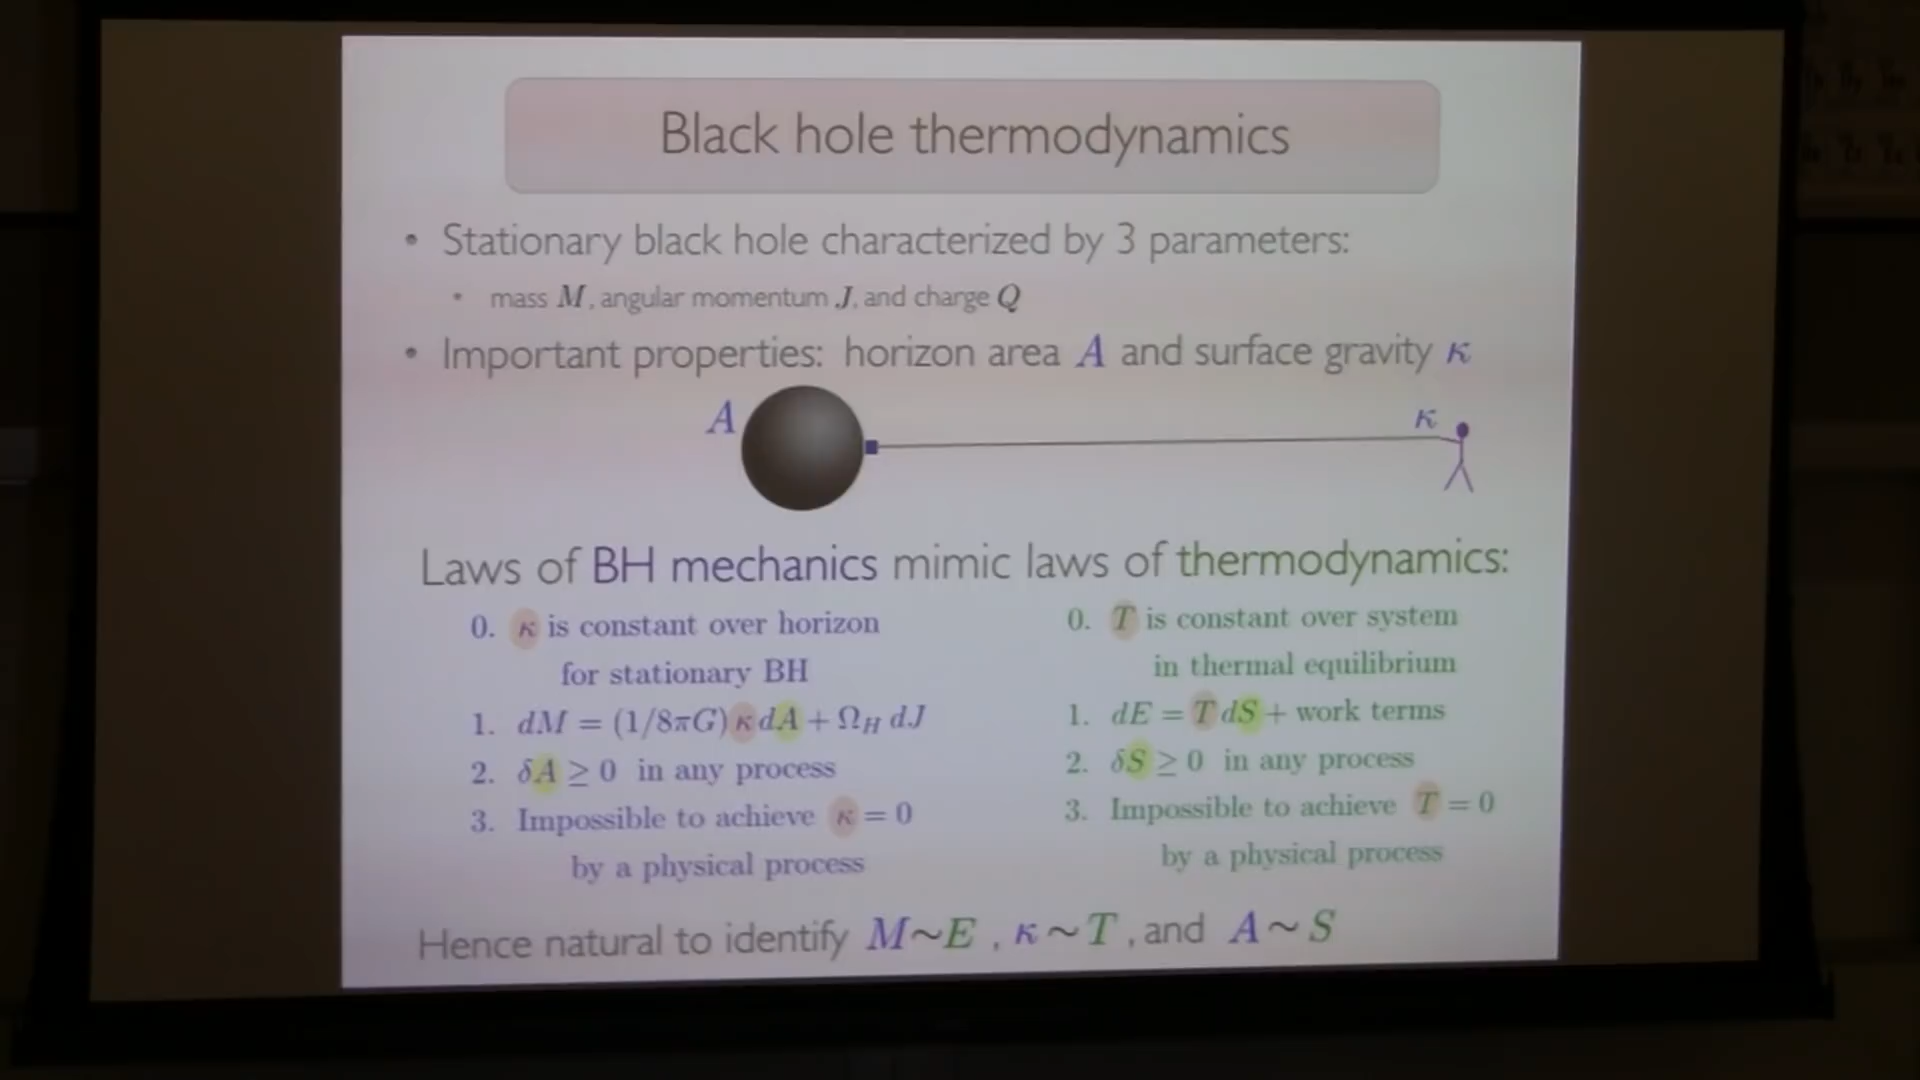 Black hole thermodynamics
• Stationary black hole characterized by 3 parameters:
• mass M, angular momentum J, and charge Q
• Important properties: horizon area A and surface gravity κ
A
κ
Laws of BH mechanics mimic laws of thermodynamics:
0. κ is constant over horizon
for stationary BH
1. dM = (1/8πG) κ dA + Ω_H dJ
2. δA ≥ 0 in any process
3. Impossible to achieve κ = 0
by a physical process
0. T is constant over system
in thermal equilibrium
1. dE = T dS + work terms
2. δS ≥ 0 in any process
3. Impossible to achieve T = 0
by a physical process
Hence natural to identify M~E , κ~T , and A~S